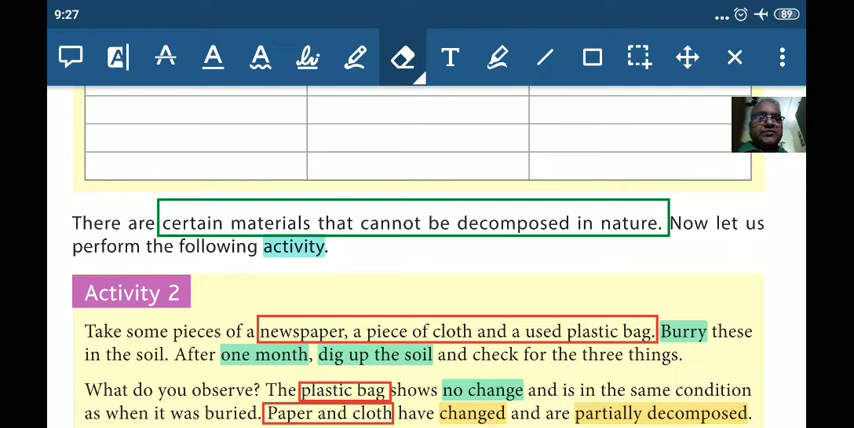 9:27
89
A A A A T
There are certain materials that cannot be decomposed in nature. Now let us
perform the following activity.
Activity 2
Take some pieces of a newspaper, a piece of cloth and a used plastic bag. Burry these
in the soil. After one month, dig up the soil and check for the three things.
What do you observe? The plastic bag shows no change and is in the same condition
as when it was buried. Paper and cloth have changed and are partially decomposed.